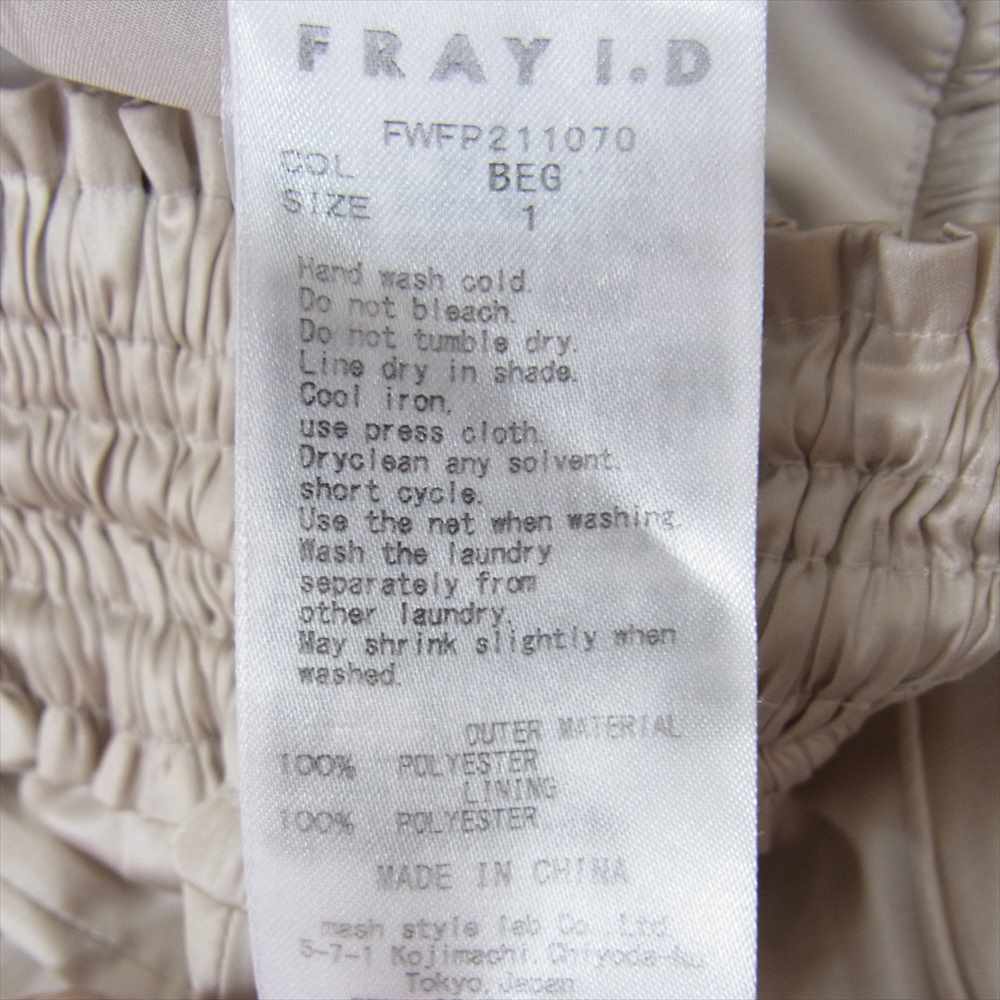 FRAY I.D
FWFP211070
COL BEG
SIZE 1
Hand wash cold.
Do not bleach.
Do not tumble dry.
Line dry in shade.
Cool iron,
use press cloth.
Dryclean any solvent.
short cycle.
Use the net when washing.
Wash the laundry
separately from
other laundry.
May shrink slightly when
washed.
OUTER MATERIAL
100% POLYESTER
LINING
100% POLYESTER
MADE IN CHINA
mash style lab Co.,Ltd.
5-7-1 Kojimachi,Chiyoda-ku,
Tokyo,Japan